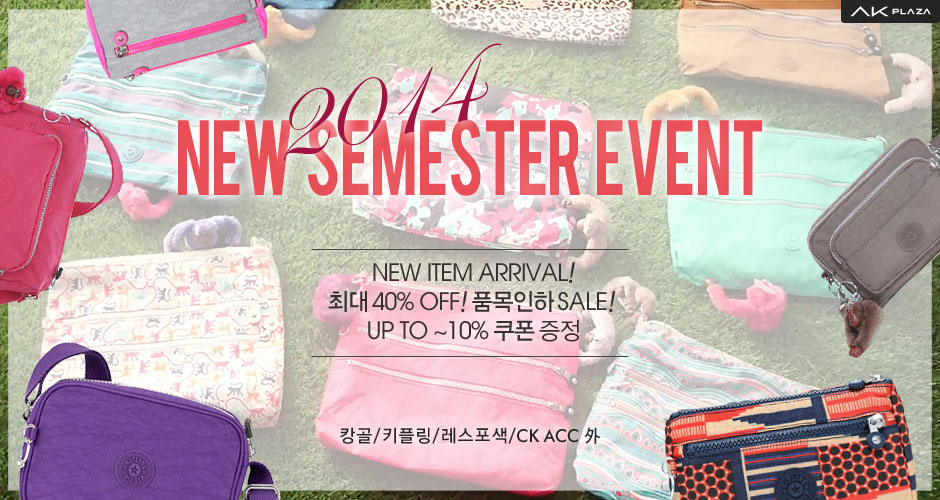 AK PLAZA
2014
NEW SEMESTER EVENT
NEW ITEM ARRIVAL!
최대 40% OFF! 품목인하 SALE!
UP TO ~10% 쿠폰 증정
캉골/키플링/레스포색/CK ACC 外